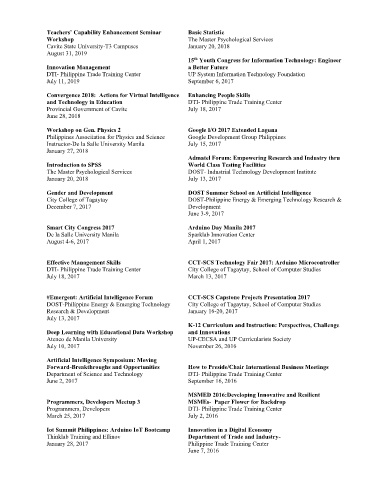 Teachers' Capability Enhancement Seminar
Workshop
Cavite State University-T3 Campuses
August 31, 2019
Innovation Management
DTI- Philippine Trade Training Center
July 11, 2019
Convergence 2018: Actions for Virtual Intelligence
and Technology in Education
Provincial Government of Cavite
June 28, 2018
Workshop on Gen. Physics 2
Philippines Association for Physics and Science
Instructor-De la Salle University Manila
January 27, 2018
Introduction to SPSS
The Master Psychological Services
January 20, 2018
Gender and Development
City College of Tagaytay
December 7, 2017
Smart City Congress 2017
De la Salle University Manila
August 4-6, 2017
Effective Management Skills
DTI- Philippine Trade Training Center
July 18, 2017
#Emergent: Artificial Intelligence Forum
DOST-Philippine Energy & Emerging Technology
Research & Development
July 13, 2017
Deep Learning with Educational Data Workshop
Ateneo de Manila University
July 10, 2017
Artificial Intelligence Symposium: Moving
Forward-Breakthroughs and Opportunities
Department of Science and Technology
June 2, 2017
Programmers, Developers Meetup 3
Programmers, Developers
March 25, 2017
Iot Summit Philippines: Arduino IoT Bootcamp
Thinklab Training and Effinov
January 28, 2017
Basic Statistic
The Master Psychological Services
January 20, 2018
15th Youth Congress for Information Technology: Engineer
a Better Future
UP System Information Technology Foundation
September 6, 2017
Enhancing People Skills
DTI- Philippine Trade Training Center
July 18, 2017
Google I/O 2017 Extended Laguna
Google Development Group Philippines
July 15, 2017
Admatel Forum: Empowering Research and Industry thru
World Class Testing Facilities
DOST- Industrial Technology Development Institute
July 13, 2017
DOST Summer School on Artificial Intelligence
DOST-Philippine Energy & Emerging Technology Research &
Development
June 3-9, 2017
Arduino Day Manila 2017
Sparklab Innovation Center
April 1, 2017
CCT-SCS Technology Fair 2017: Arduino Microcontroller
City College of Tagaytay, School of Computer Studies
March 13, 2017
CCT-SCS Capstone Projects Presentation 2017
City College of Tagaytay, School of Computer Studies
January 19-20, 2017
K-12 Curriculum and Instruction: Perspectives, Challenge
and Innovations
UP-CECSA and UP Curricularists Society
November 26, 2016
How to Preside/Chair International Business Meetings
DTI- Philippine Trade Training Center
September 16, 2016
MSMED 2016:Developing Innovative and Resilient
MSMEs- Paper Flower for Backdrop
DTI- Philippine Trade Training Center
July 2, 2016
Innovation in a Digital Economy
Department of Trade and Industry-
Philippine Trade Training Center
June 7, 2016